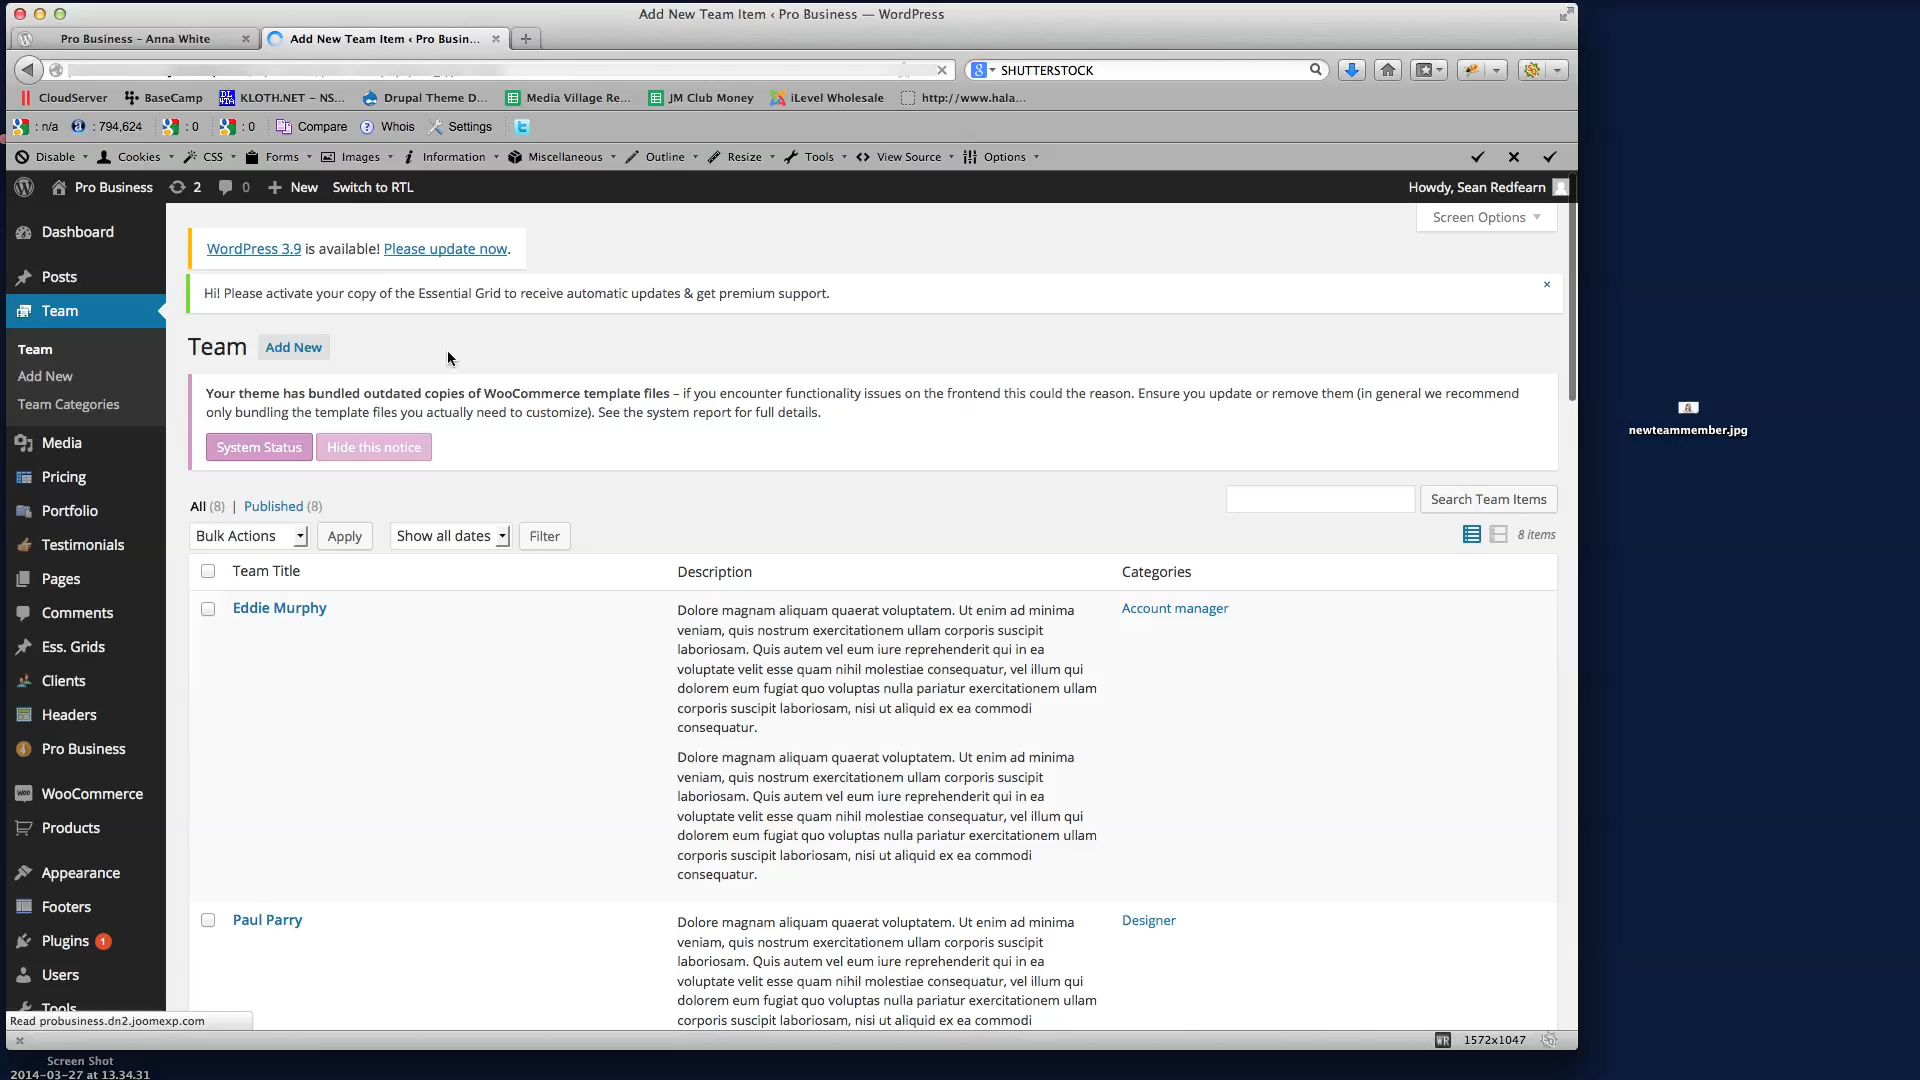 Add New Team Item ‹ Pro Business — WordPress
Pro Business – Anna White
Add New Team Item ‹ Pro Busin...
SHUTTERSTOCK
CloudServer
BaseCamp
KLOTH.NET – NS...
Drupal Theme D...
Media Village Re...
JM Club Money
iLevel Wholesale
http://www.hala...
: n/a
: 794,624
: 0
: 0
Compare
Whois
Settings
Disable
Cookies
CSS
Forms
Images
Information
Miscellaneous
Outline
Resize
Tools
View Source
Options
Pro Business
2
0
New
Switch to RTL
Howdy, Sean Redfearn
Screen Options
Dashboard
Posts
Team
Team
Add New
Team Categories
Media
Pricing
Portfolio
Testimonials
Pages
Comments
Ess. Grids
Clients
Headers
Pro Business
WooCommerce
Products
Appearance
Footers
Plugins 1
Users
Tools
WordPress 3.9 is available! Please update now.
Hi! Please activate your copy of the Essential Grid to receive automatic updates & get premium support.
Team
Add New
Your theme has bundled outdated copies of WooCommerce template files – if you encounter functionality issues on the frontend this could the reason. Ensure you update or remove them (in general we recommend
only bundling the template files you actually need to customize). See the system report for full details.
System Status
Hide this notice
All (8) | Published (8)
Search Team Items
Bulk Actions
Apply
Show all dates
Filter
8 items
Team Title
Description
Categories
Eddie Murphy
Dolore magnam aliquam quaerat voluptatem. Ut enim ad minima
veniam, quis nostrum exercitationem ullam corporis suscipit
laboriosam. Quis autem vel eum iure reprehenderit qui in ea
voluptate velit esse quam nihil molestiae consequatur, vel illum qui
dolorem eum fugiat quo voluptas nulla pariatur exercitationem ullam
corporis suscipit laboriosam, nisi ut aliquid ex ea commodi
consequatur.
Dolore magnam aliquam quaerat voluptatem. Ut enim ad minima
veniam, quis nostrum exercitationem ullam corporis suscipit
laboriosam. Quis autem vel eum iure reprehenderit qui in ea
voluptate velit esse quam nihil molestiae consequatur, vel illum qui
dolorem eum fugiat quo voluptas nulla pariatur exercitationem ullam
corporis suscipit laboriosam, nisi ut aliquid ex ea commodi
consequatur.
Account manager
Paul Parry
Dolore magnam aliquam quaerat voluptatem. Ut enim ad minima
veniam, quis nostrum exercitationem ullam corporis suscipit
laboriosam. Quis autem vel eum iure reprehenderit qui in ea
voluptate velit esse quam nihil molestiae consequatur, vel illum qui
dolorem eum fugiat quo voluptas nulla pariatur exercitationem ullam
corporis suscipit laboriosam, nisi ut aliquid ex ea commodi
Designer
Read probusiness.dn2.joomexp.com
1572x1047
newteammember.jpg
Screen Shot
2014-03-27 at 13.34.31